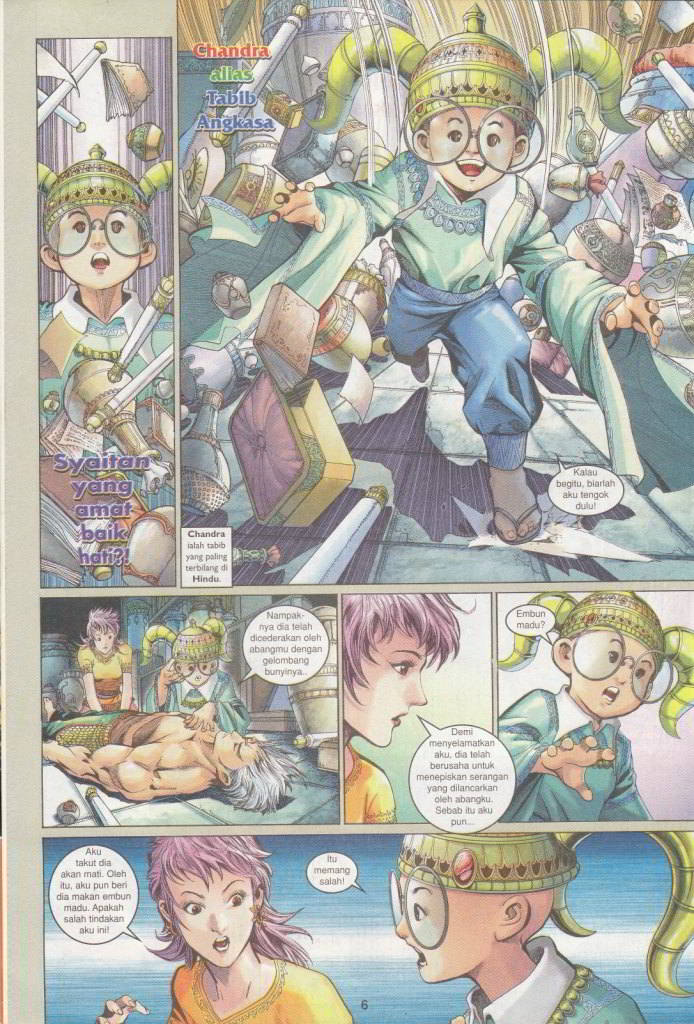 Syaitan
yang
amat
baik
hati?!
Chandra
alias
Tabib
Angkasa
Kalau
begitu, biarlah
aku tengok
dulu!
Chandra
ialah tabib
yang paling
terbilang di
Hindu.
Nampak-
nya dia telah
dicederakan oleh
abangmu dengan
gelombang
bunyinya..
Demi
menyelamatkan
aku, dia telah
berusaha untuk
menepiskan serangan
yang dilancarkan
oleh abangku.
Sebab itu aku
pun...
Embun
madu?
Aku
takut dia
akan mati. Oleh
itu, aku pun beri
dia makan embun
madu. Apakah
salah tindakan
aku ini!
Itu
memang
salah!
6